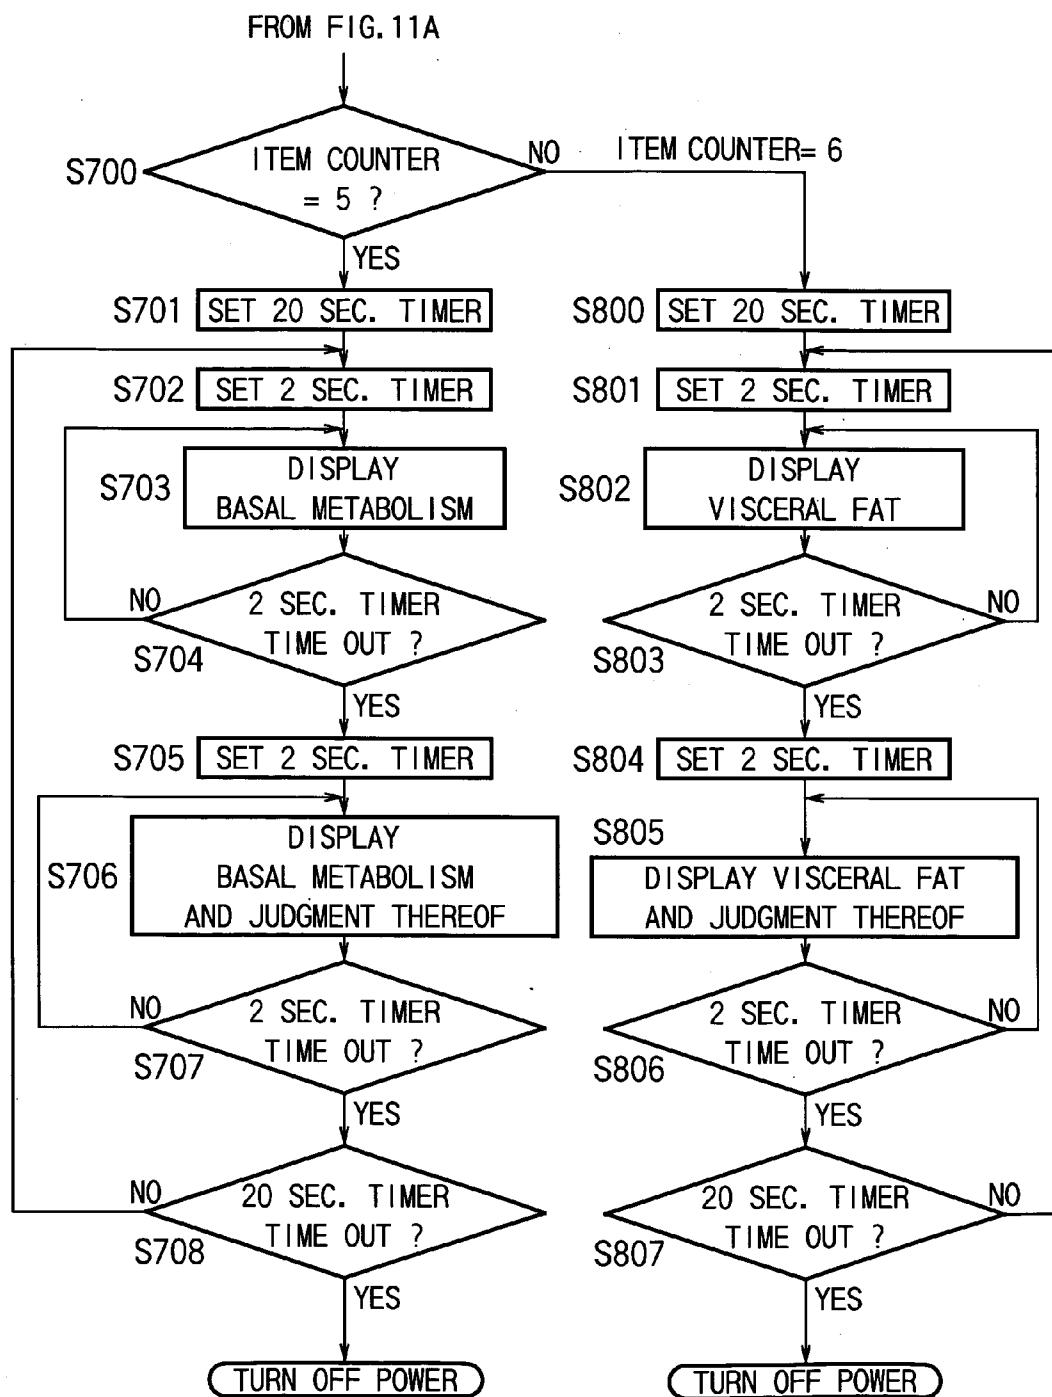 FROM FIG.11A
S700
ITEM COUNTER
= 5 ?
NO
ITEM COUNTER= 6
YES
S701
SET 20 SEC. TIMER
S702
SET 2 SEC. TIMER
S703
DISPLAY
BASAL METABOLISM
NO
2 SEC. TIMER
TIME OUT ?
S704
YES
S705
SET 2 SEC. TIMER
S706
DISPLAY
BASAL METABOLISM
AND JUDGMENT THEREOF
NO
2 SEC. TIMER
TIME OUT ?
S707
YES
NO
20 SEC. TIMER
TIME OUT ?
S708
YES
TURN OFF POWER
S800
SET 20 SEC. TIMER
S801
SET 2 SEC. TIMER
S802
DISPLAY
VISCERAL FAT
2 SEC. TIMER
TIME OUT ?
NO
S803
YES
S804
SET 2 SEC. TIMER
S805
DISPLAY VISCERAL FAT
AND JUDGMENT THEREOF
2 SEC. TIMER
TIME OUT ?
NO
S806
YES
20 SEC. TIMER
TIME OUT ?
NO
S807
YES
TURN OFF POWER